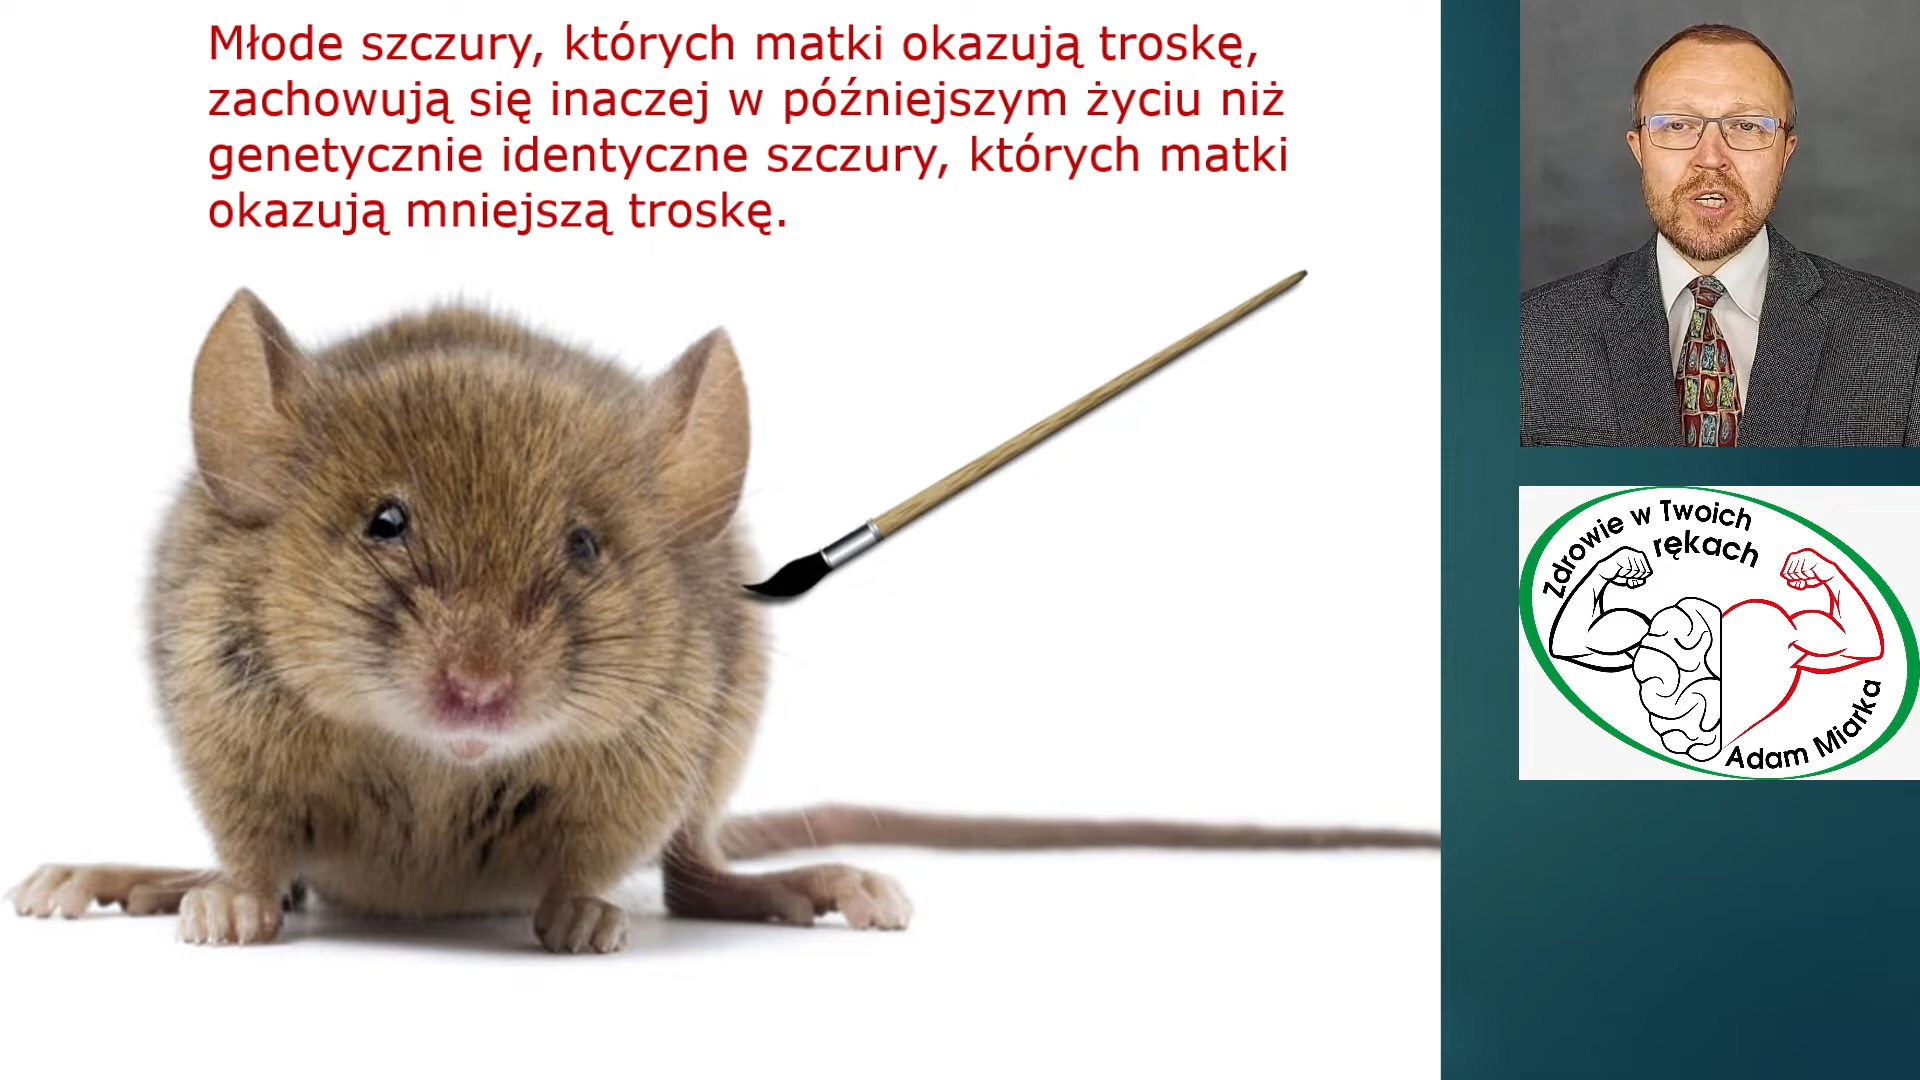 Młode szczury, których matki okazują troskę,
zachowują się inaczej w późniejszym życiu niż
genetycznie identyczne szczury, których matki
okazują mniejszą troskę.
Zdrowie w Twoich
rękach
Adam Miarka